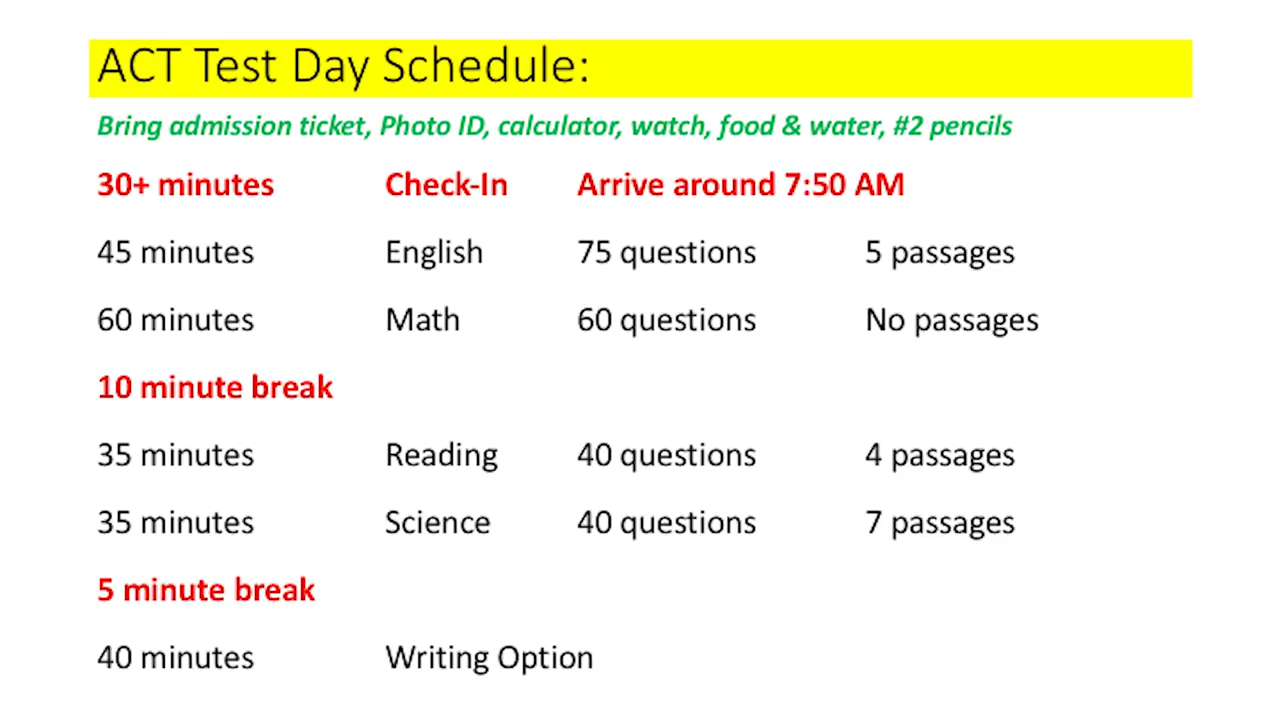 ACT Test Day Schedule:
Bring admission ticket, Photo ID, calculator, watch, food & water, #2 pencils
30+ minutes Check-In Arrive around 7:50 AM
45 minutes English 75 questions 5 passages
60 minutes Math 60 questions No passages
10 minute break
35 minutes Reading 40 questions 4 passages
35 minutes Science 40 questions 7 passages
5 minute break
40 minutes Writing Option